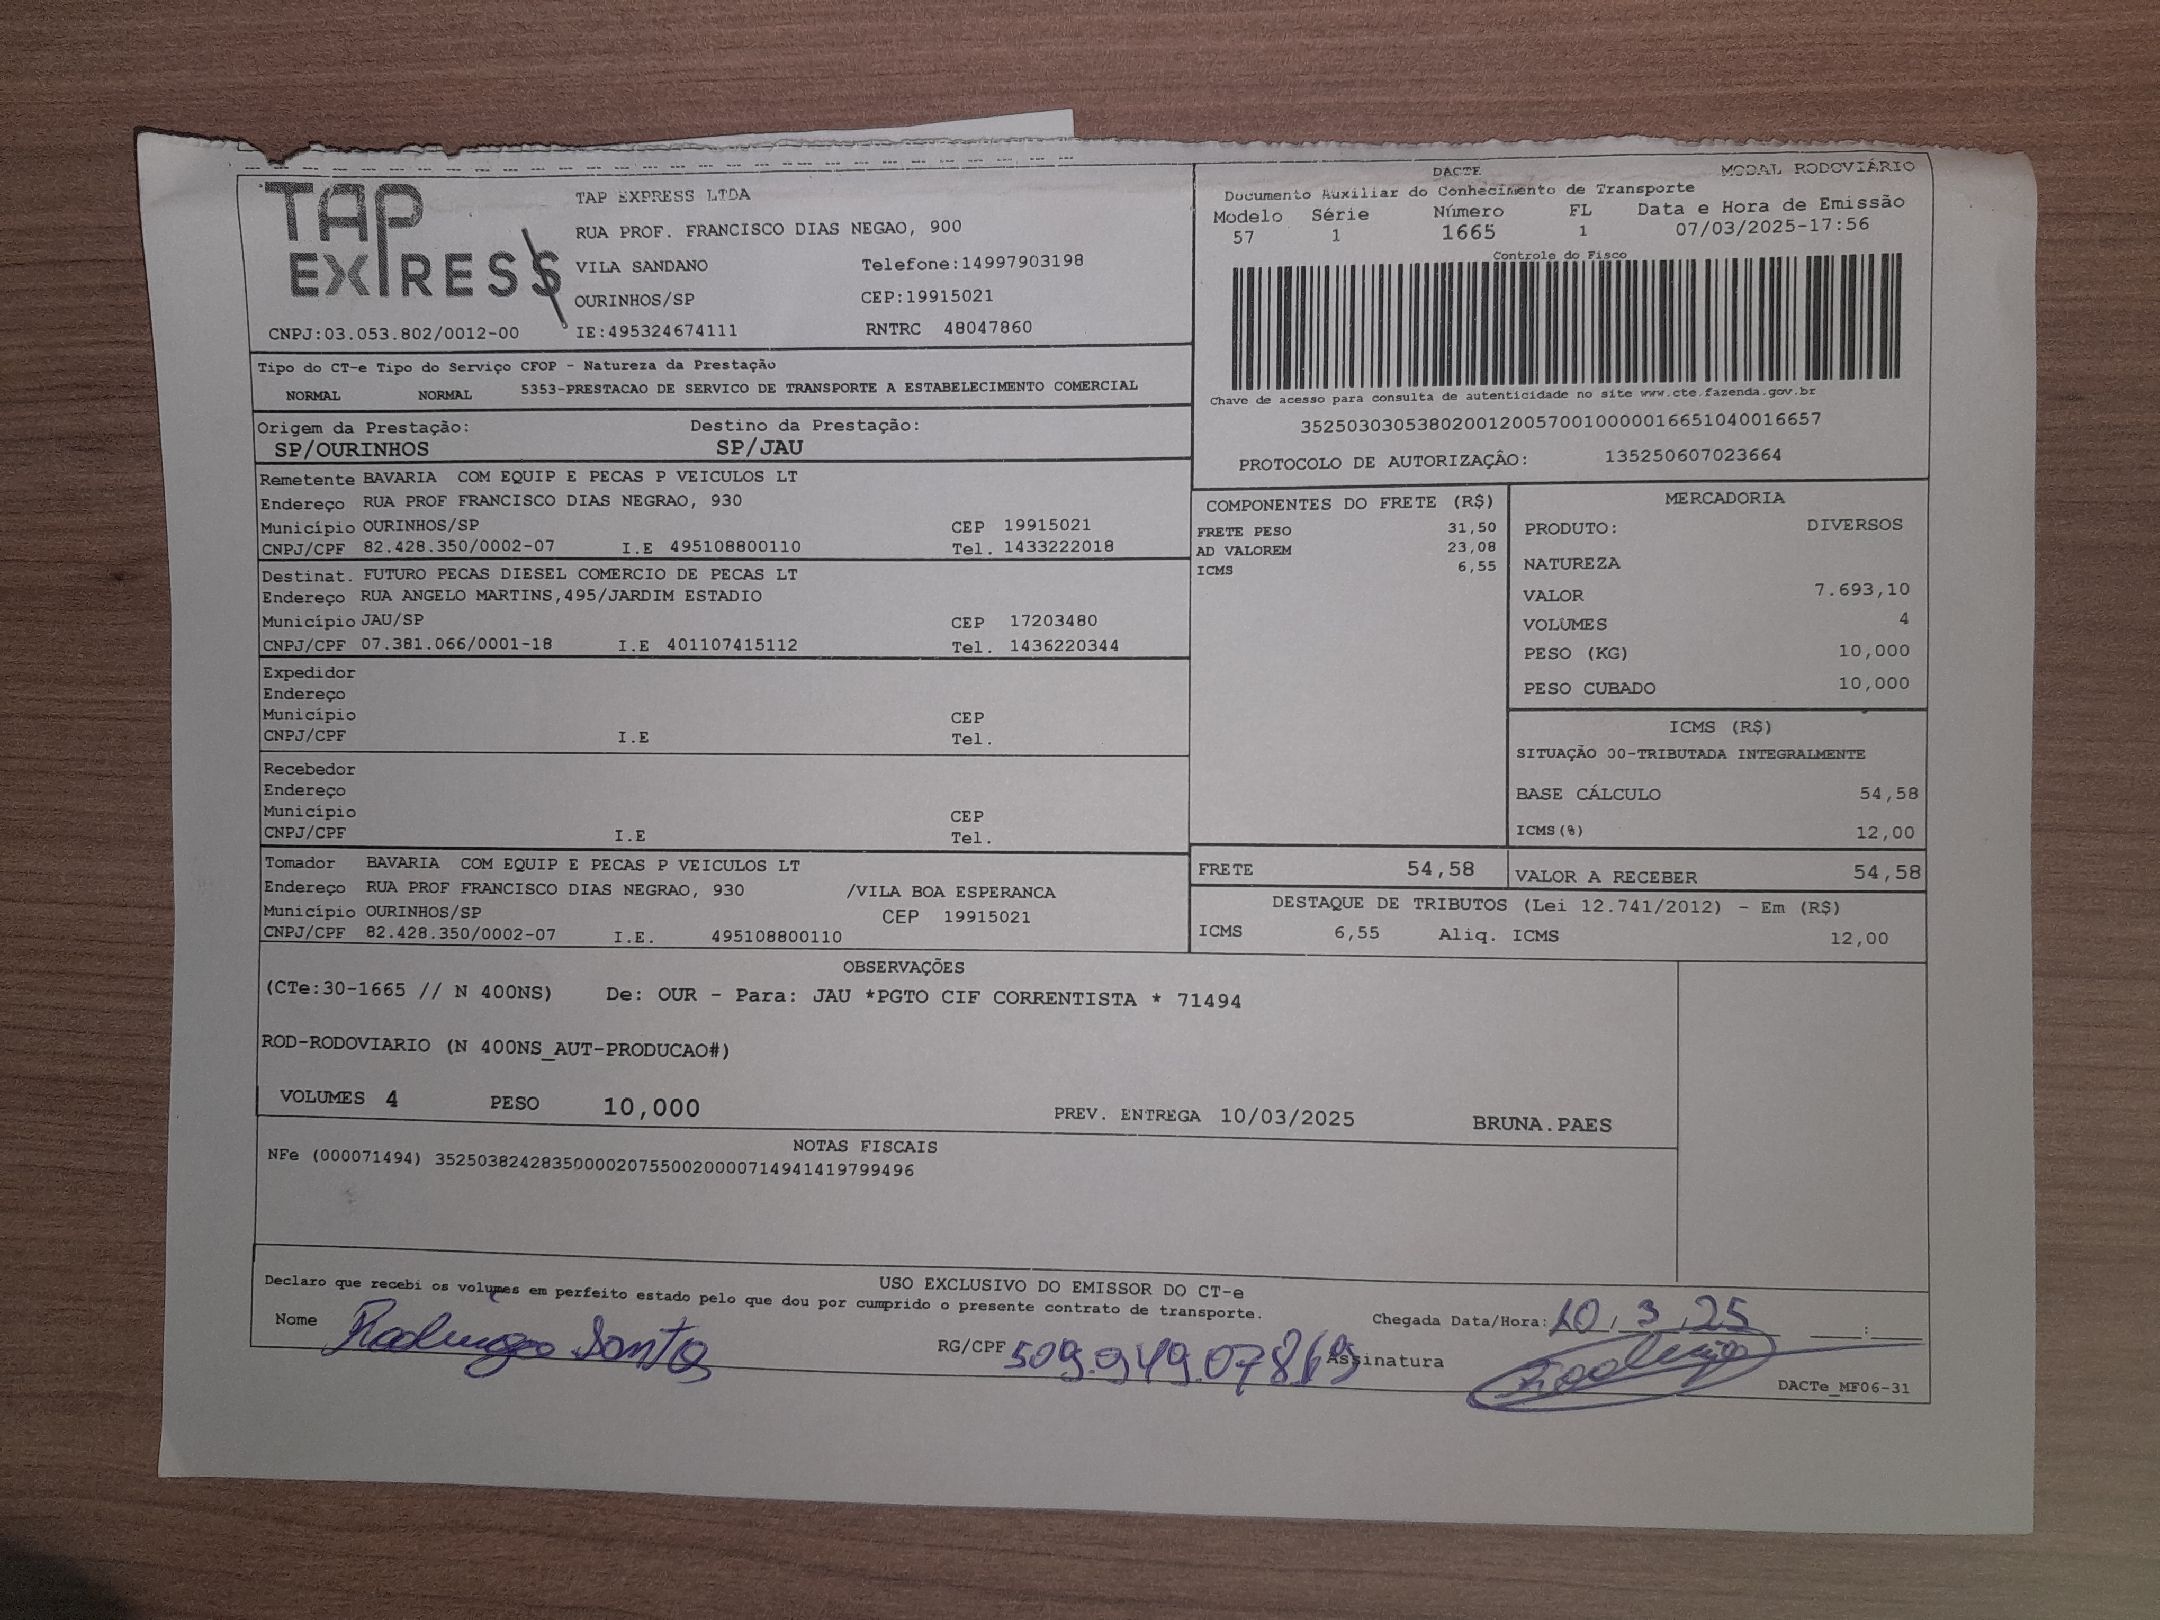 TAP EXPRESS
TAP EXPRESS LTDA
RUA PROF. FRANCISCO DIAS NEGAO, 900
VILA SANDANO Telefone:14997903198
OURINHOS/SP CEP:19915021
CNPJ:03.053.802/0012-00 IE:495324674111 RNTRC 48047860
DACTE MODAL RODOVIÁRIO
Documento Auxiliar do Conhecimento de Transporte
Modelo Série Número FL Data e Hora de Emissão
57 1 1665 1 07/03/2025-17:56
Controle do Fisco
Chave de acesso para consulta de autenticidade no site www.cte.fazenda.gov.br
35250303053802001200570010000016651040016657
PROTOCOLO DE AUTORIZAÇÃO: 135250607023664
Tipo do CT-e Tipo do Serviço CFOP - Natureza da Prestação
NORMAL NORMAL 5353-PRESTACAO DE SERVICO DE TRANSPORTE A ESTABELECIMENTO COMERCIAL
Origem da Prestação: Destino da Prestação:
SP/OURINHOS SP/JAU
Remetente BAVARIA COM EQUIP E PECAS P VEICULOS LT
Endereço RUA PROF FRANCISCO DIAS NEGRAO, 930
Município OURINHOS/SP CEP 19915021
CNPJ/CPF 82.428.350/0002-07 I.E 495108800110 Tel. 1433222018
Destinat. FUTURO PECAS DIESEL COMERCIO DE PECAS LT
Endereço RUA ANGELO MARTINS,495/JARDIM ESTADIO
Município JAU/SP CEP 17203480
CNPJ/CPF 07.381.066/0001-18 I.E 401107415112 Tel. 1436220344
Expedidor
Endereço
Município CEP
CNPJ/CPF I.E Tel.
Recebedor
Endereço
Município CEP
CNPJ/CPF I.E Tel.
Tomador BAVARIA COM EQUIP E PECAS P VEICULOS LT
Endereço RUA PROF FRANCISCO DIAS NEGRAO, 930 /VILA BOA ESPERANCA
Município OURINHOS/SP CEP 19915021
CNPJ/CPF 82.428.350/0002-07 I.E. 495108800110
COMPONENTES DO FRETE (R$)
FRETE PESO 31,50
AD VALOREM 23,08
ICMS 6,55
MERCADORIA
PRODUTO: DIVERSOS
NATUREZA
VALOR 7.693,10
VOLUMES 4
PESO (KG) 10,000
PESO CUBADO 10,000
ICMS (R$)
SITUAÇÃO 00-TRIBUTADA INTEGRALMENTE
BASE CÁLCULO 54,58
ICMS(%) 12,00
FRETE 54,58 VALOR A RECEBER 54,58
DESTAQUE DE TRIBUTOS (Lei 12.741/2012) - Em (R$)
ICMS 6,55 Aliq. ICMS 12,00
OBSERVAÇÕES
(CTe:30-1665 // N 400NS) De: OUR - Para: JAU *PGTO CIF CORRENTISTA * 71494
ROD-RODOVIARIO (N 400NS_AUT-PRODUCAO#)
VOLUMES 4 PESO 10,000 PREV. ENTREGA 10/03/2025 BRUNA.PAES
NOTAS FISCAIS
NFe (000071494) 35250382428350000207550020000714941419799496
USO EXCLUSIVO DO EMISSOR DO CT-e
Declaro que recebi os volumes em perfeito estado pelo que dou por cumprido o presente contrato de transporte.
Nome RG/CPF Chegada Data/Hora: 10, 3, 25 __:__
Assinatura
DACTe_MF06-31